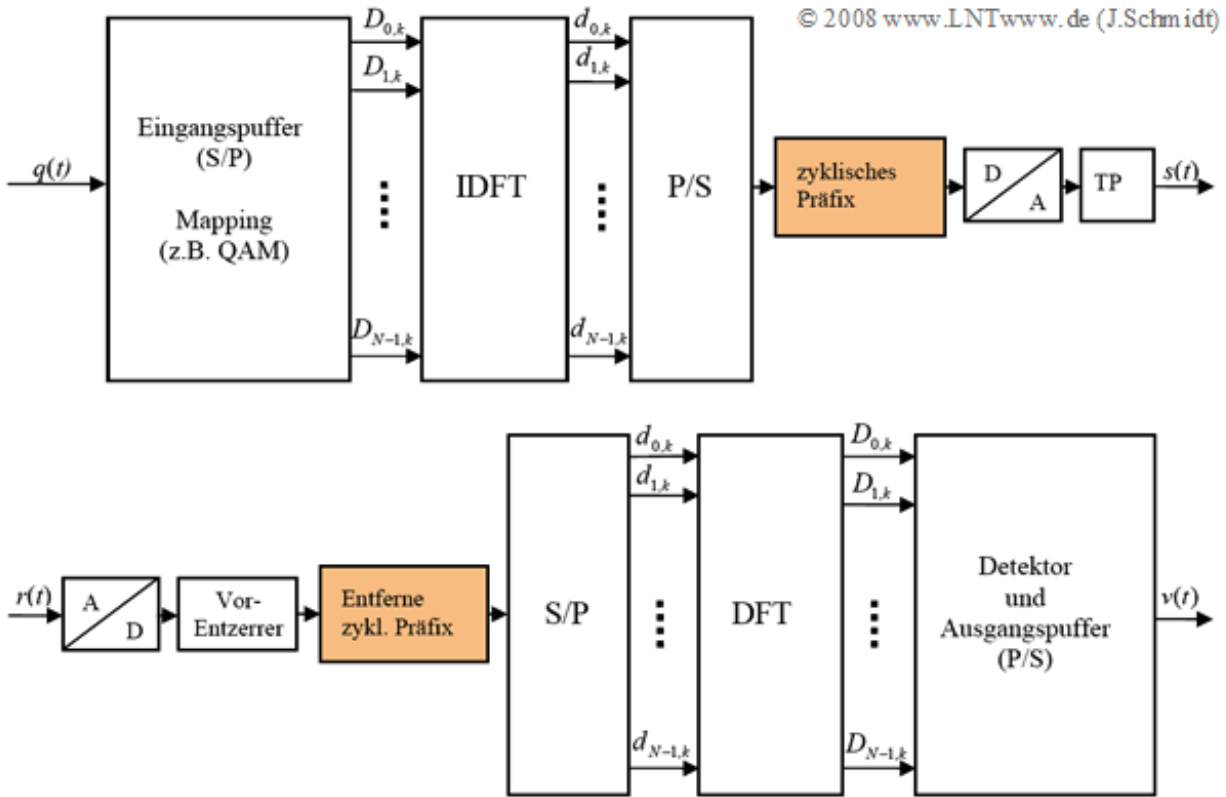 © 2008 www.LNTwww.de (J.Schmidt)
q(t)
Eingangspuffer
(S/P)
Mapping
(z.B. QAM)
D0,k
D1,k
DN−1,k
IDFT
d0,k
d1,k
dN−1,k
P/S
zyklisches
Präfix
D
A
TP
s(t)
r(t)
A
D
Vor-
Entzerrer
Entferne
zykl. Präfix
S/P
d0,k
d1,k
dN−1,k
DFT
D0,k
D1,k
DN−1,k
Detektor
und
Ausgangspuffer
(P/S)
v(t)